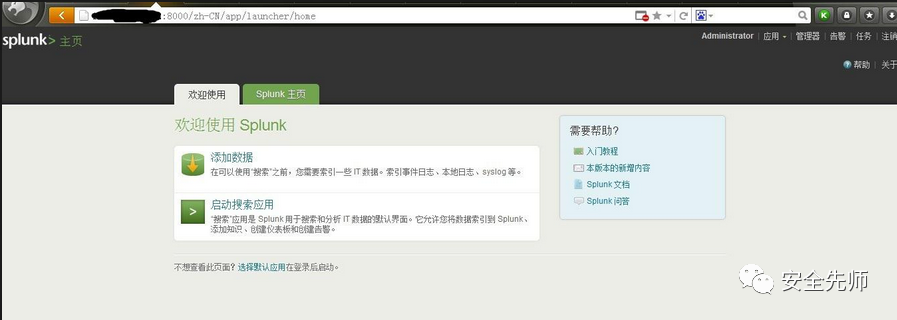 :8000/zh-CN/app/launcher/home
splunk> 主页
Administrator | 应用 | 管理器 | 告警 | 任务 | 注销
帮助 | 关于
欢迎使用 Splunk 主页
欢迎使用 Splunk
添加数据
在可以使用“搜索”之前，您需要索引一些 IT 数据。索引事件日志、本地日志、syslog 等。
启动搜索应用
“搜索”应用是 Splunk 用于搜索和分析 IT 数据的默认界面。它允许您将数据索引到 Splunk、
添加知识、创建仪表板和创建告警。
需要帮助?
入门教程
本版本的新增内容
Splunk 文档
Splunk 问答
不想查看此页面? 选择默认应用在登录后启动。
安全先师